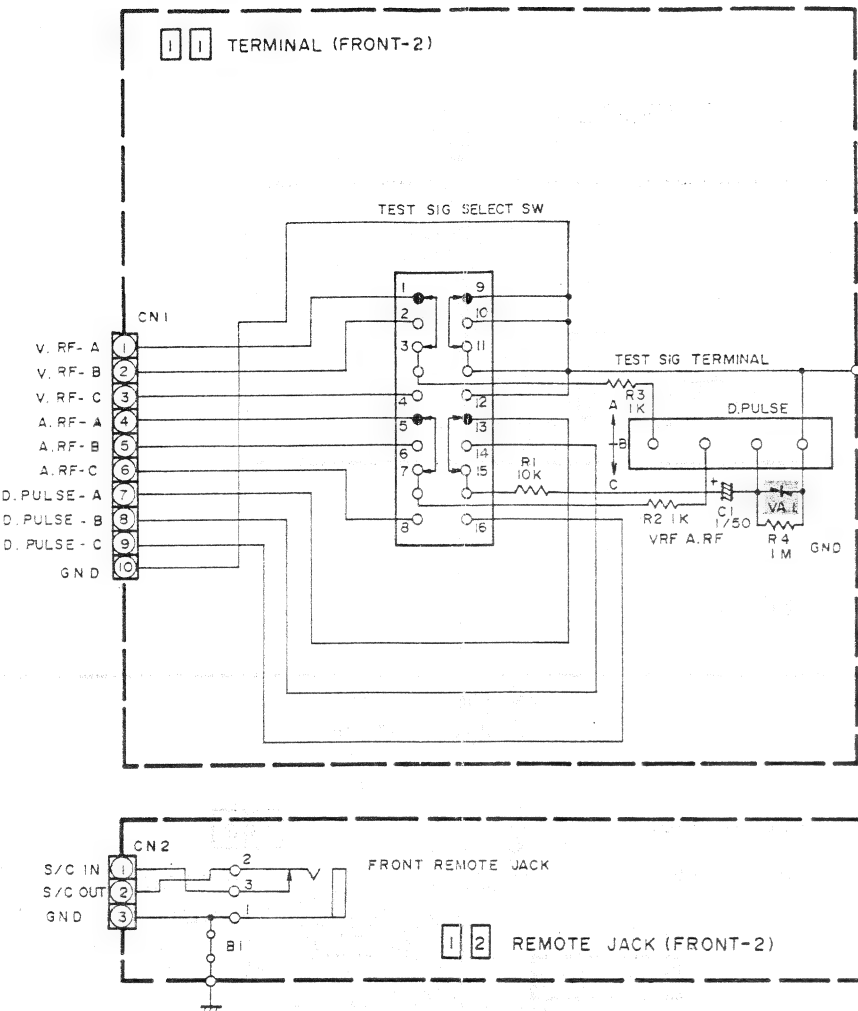 1 1 TERMINAL (FRONT-2)
TEST SIG SELECT SW
CN1
V. RF- A 1
V. RF- B 2
V. RF- C 3
A.RF-A 4
A.RF-B 5
A.RF-C 6
D.PULSE-A 7
D.PULSE-B 8
D.PULSE-C 9
GND 10
1 9
2 10
3 11
4 12
5 13
6 14
7 15
8 16
TEST SIG TERMINAL
R3
1K
D.PULSE
A
B
C
R1
10K
R2 1K
VRF A.RF
+
C1
1/50
R4
1M
GND
CN2
S/C IN 1
S/C OUT 2
GND 3
2
3
1
B1
FRONT REMOTE JACK
1 2 REMOTE JACK (FRONT-2)